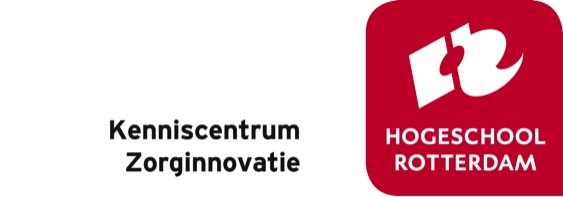 Kenniscentrum
Zorginnovatie
HOGESCHOOL
ROTTERDAM